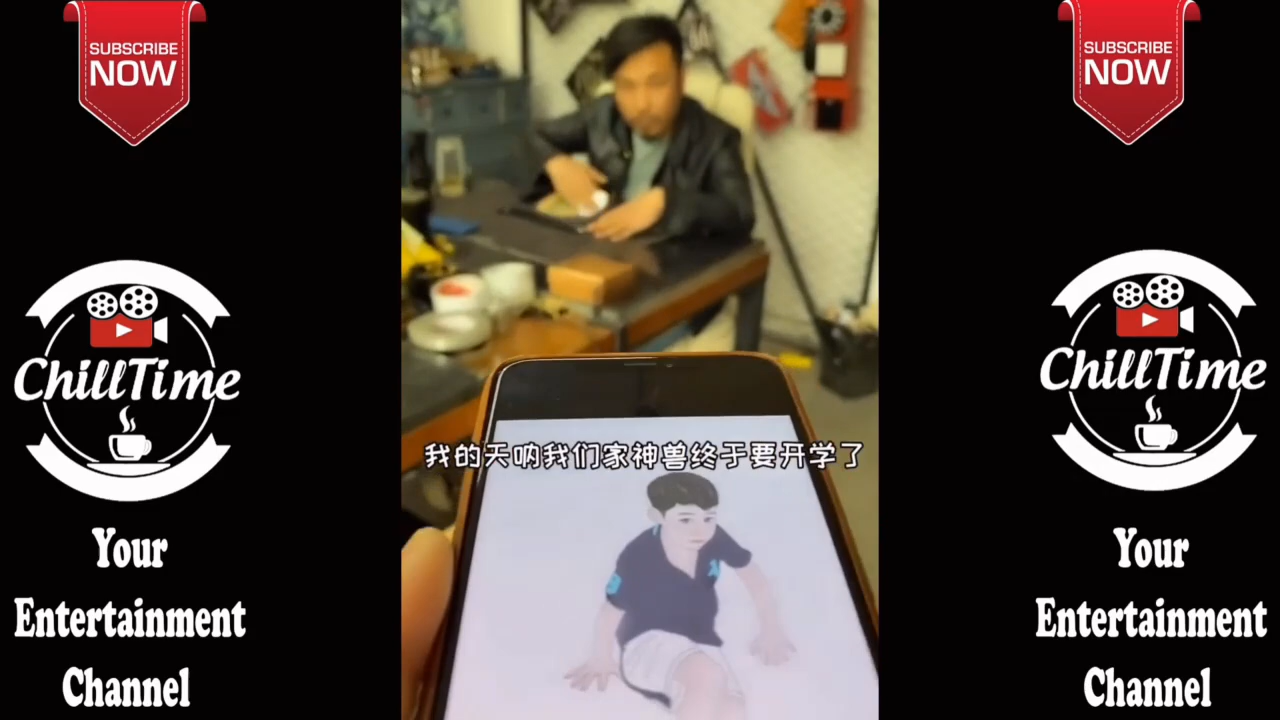 SUBSCRIBE
NOW
SUBSCRIBE
NOW
ChillTime
ChillTime
我的天呐我们家神兽终于要开学了
Your
Entertainment
Channel
Your
Entertainment
Channel